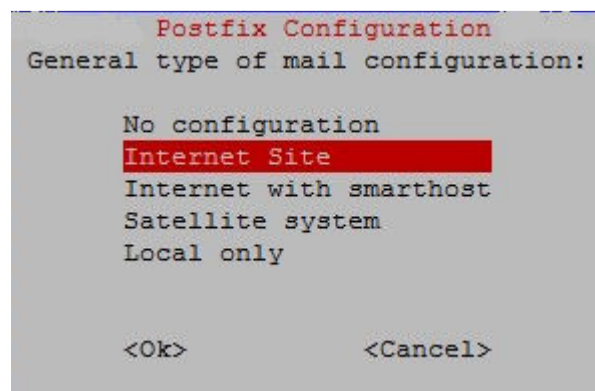 Postfix Configuration
General type of mail configuration:
No configuration
Internet Site
Internet with smarthost
Satellite system
Local only
<Ok> <Cancel>